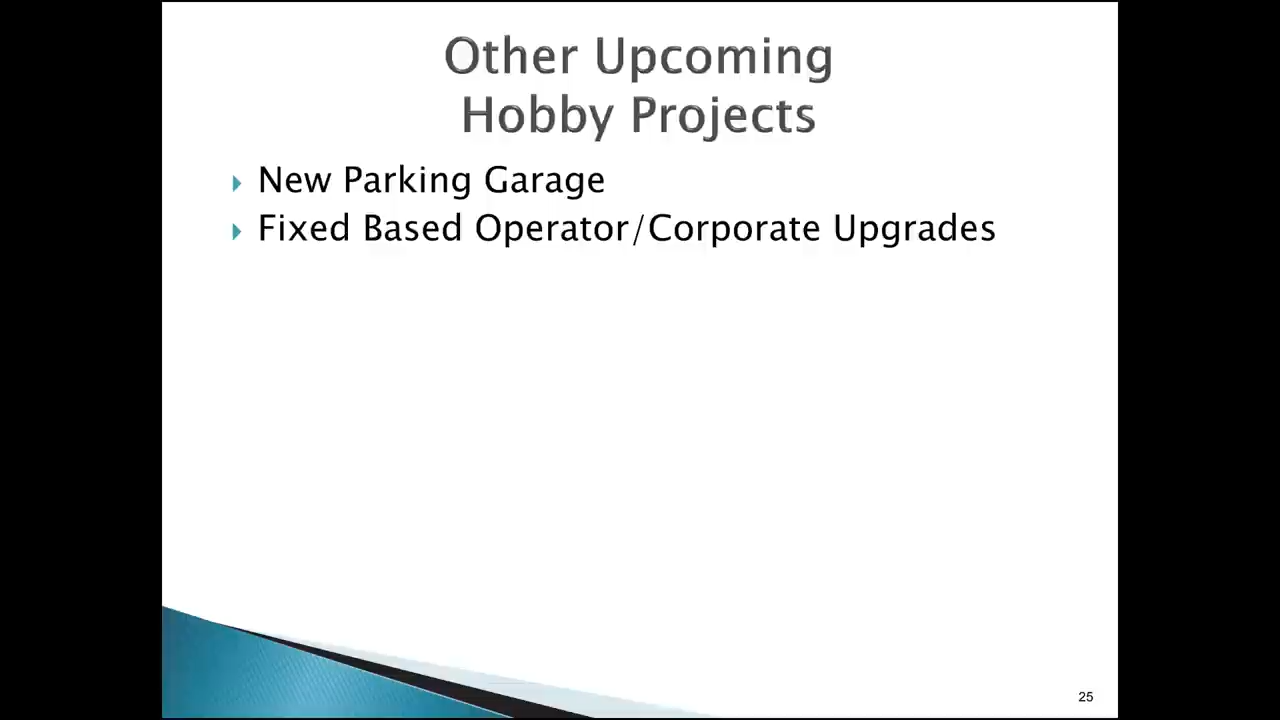 Other Upcoming
Hobby Projects
New Parking Garage
Fixed Based Operator/Corporate Upgrades
25